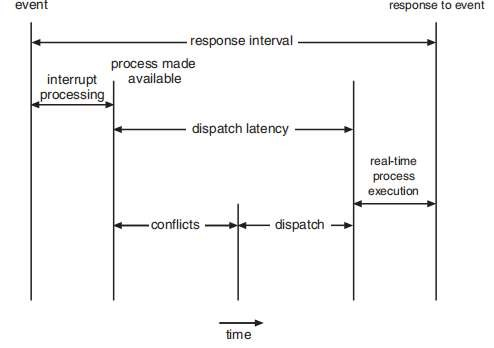 event
response to event
response interval
process made
available
interrupt
processing
dispatch latency
real-time
process
execution
conflicts
dispatch
time